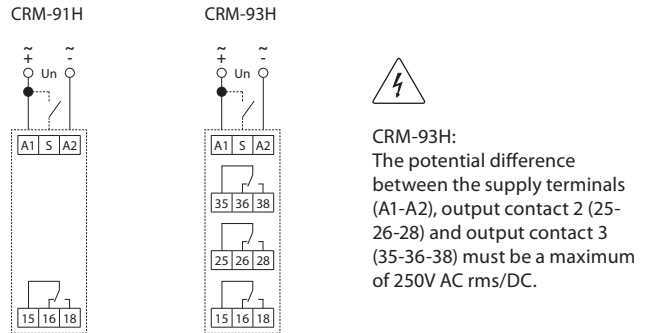 CRM-91H
CRM-93H
~ ~
+ -
Un
~ ~
+ -
Un
A1 S A2
A1 S A2
35 36 38
25 26 28
15 16 18
15 16 18
CRM-93H:
The potential difference
between the supply terminals
(A1-A2), output contact 2 (25-
26-28) and output contact 3
(35-36-38) must be a maximum
of 250V AC rms/DC.